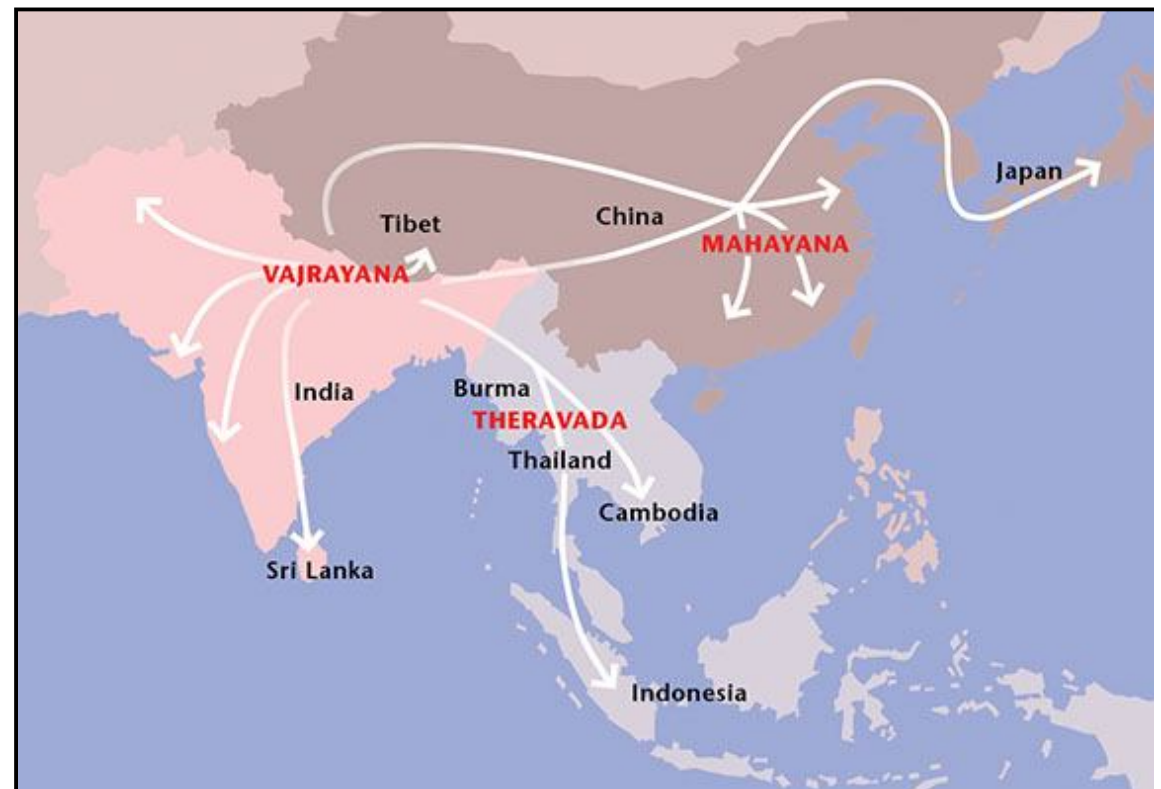 Japan
China
Tibet
MAHAYANA
VAJRAYANA
India
Burma
THERAVADA
Thailand
Cambodia
Sri Lanka
Indonesia